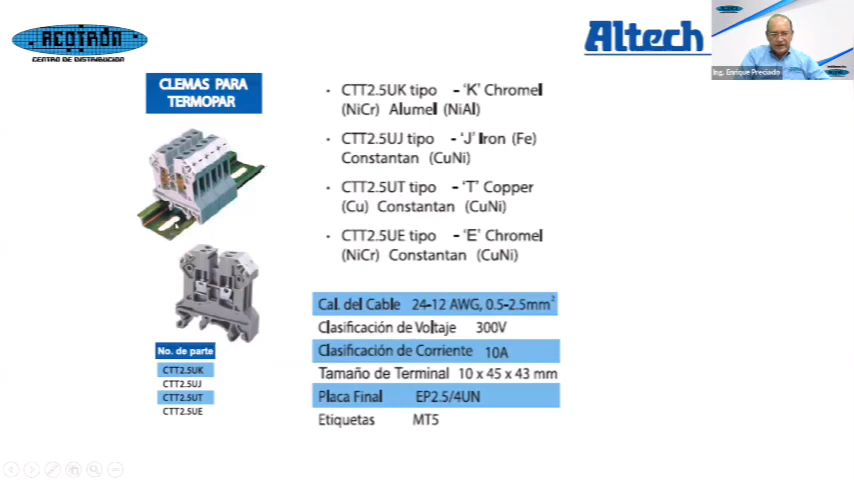 ACOTRÓN
CENTRO DE DISTRIBUCION
Altech
Ing. Enrique Preciado
CLEMAS PARA
TERMOPAR
• CTT2.5UK tipo - 'K' Chromel
(NiCr) Alumel (NiAl)
• CTT2.5UJ tipo - 'J' Iron (Fe)
Constantan (CuNi)
• CTT2.5UT tipo - 'T' Copper
(Cu) Constantan (CuNi)
• CTT2.5UE tipo - 'E' Chromel
(NiCr) Constantan (CuNi)
No. de parte
CTT2.5UK
CTT2.5UJ
CTT2.5UT
CTT2.5UE
Cal. del Cable 24-12 AWG, 0.5-2.5mm²
Clasificación de Voltaje 300V
Clasificación de Corriente 10A
Tamaño de Terminal 10 x 45 x 43 mm
Placa Final EP2.5/4UN
Etiquetas MT5